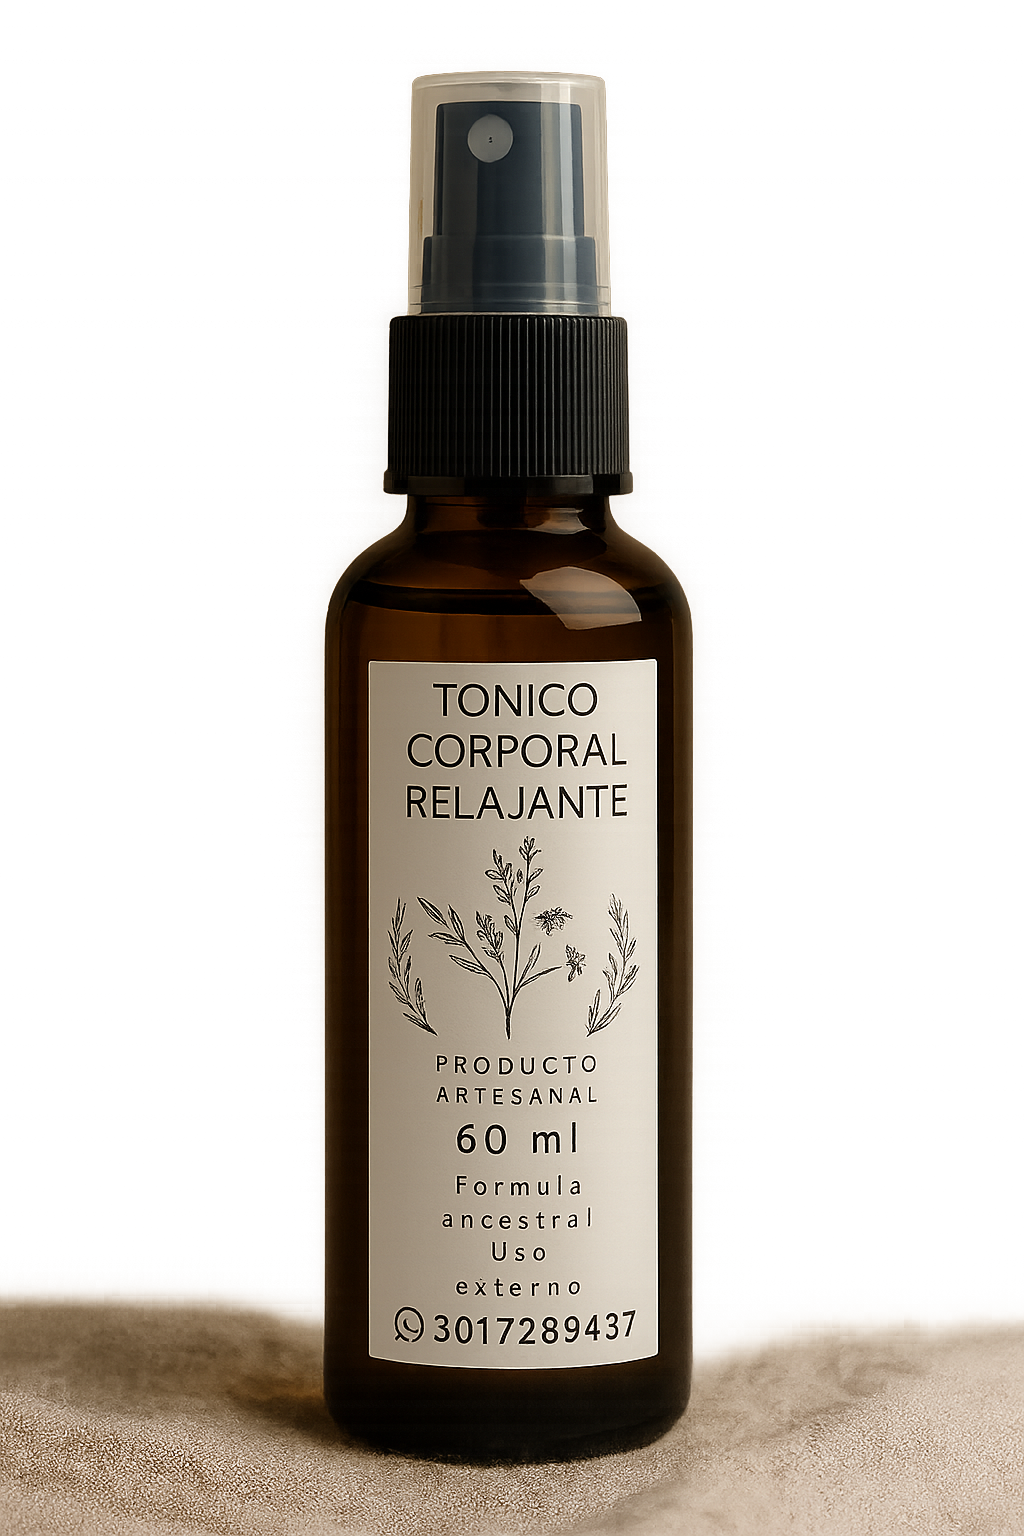 TONICO
CORPORAL
RELAJANTE
PRODUCTO
ARTESANAL
60 ml
Formula
ancestral
Uso
externo
3017289437